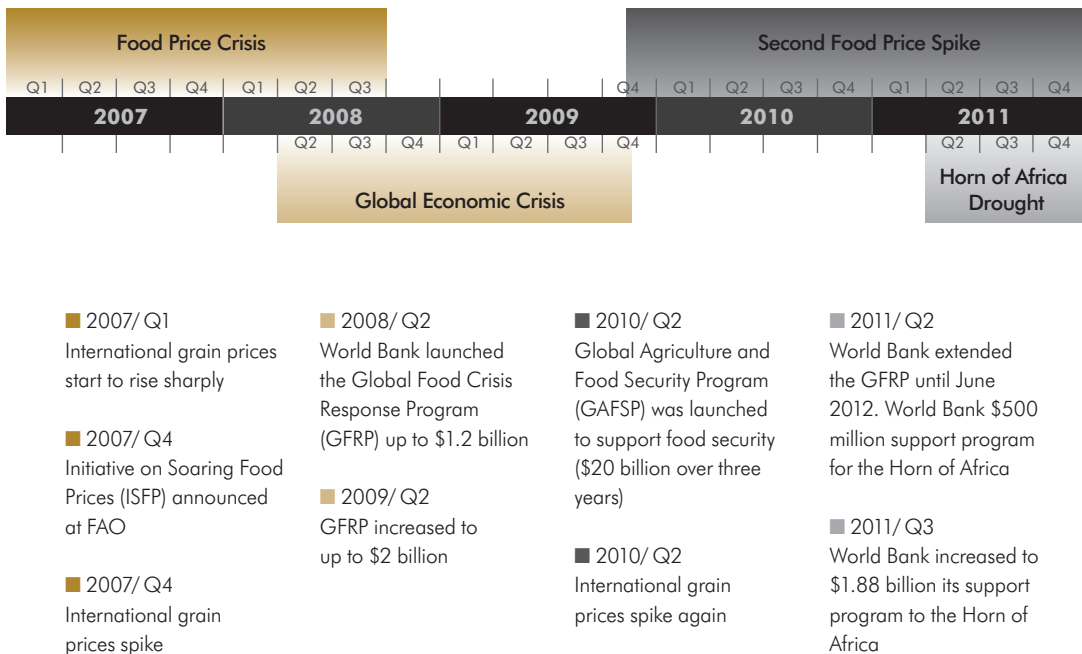 Food Price Crisis
Second Food Price Spike
Q1 Q2 Q3 Q4 Q1 Q2 Q3 Q4 Q1 Q2 Q3 Q4 Q1 Q2 Q3 Q4
2007 2008 2009 2010 2011
Q2 Q3 Q4 Q1 Q2 Q3 Q4 Q2 Q3 Q4
Global Economic Crisis
Horn of Africa
Drought
2007/Q1
International grain prices
start to rise sharply
2007/Q4
Initiative on Soaring Food
Prices (ISFP) announced
at FAO
2007/Q4
International grain
prices spike
2008/Q2
World Bank launched
the Global Food Crisis
Response Program
(GFRP) up to $1.2 billion
2009/Q2
GFRP increased to
up to $2 billion
2010/Q2
Global Agriculture and
Food Security Program
(GAFSP) was launched
to support food security
($20 billion over three
years)
2010/Q2
International grain
prices spike again
2011/Q2
World Bank extended
the GFRP until June
2012. World Bank $500
million support program
for the Horn of Africa
2011/Q3
World Bank increased to
$1.88 billion its support
program to the Horn of
Africa